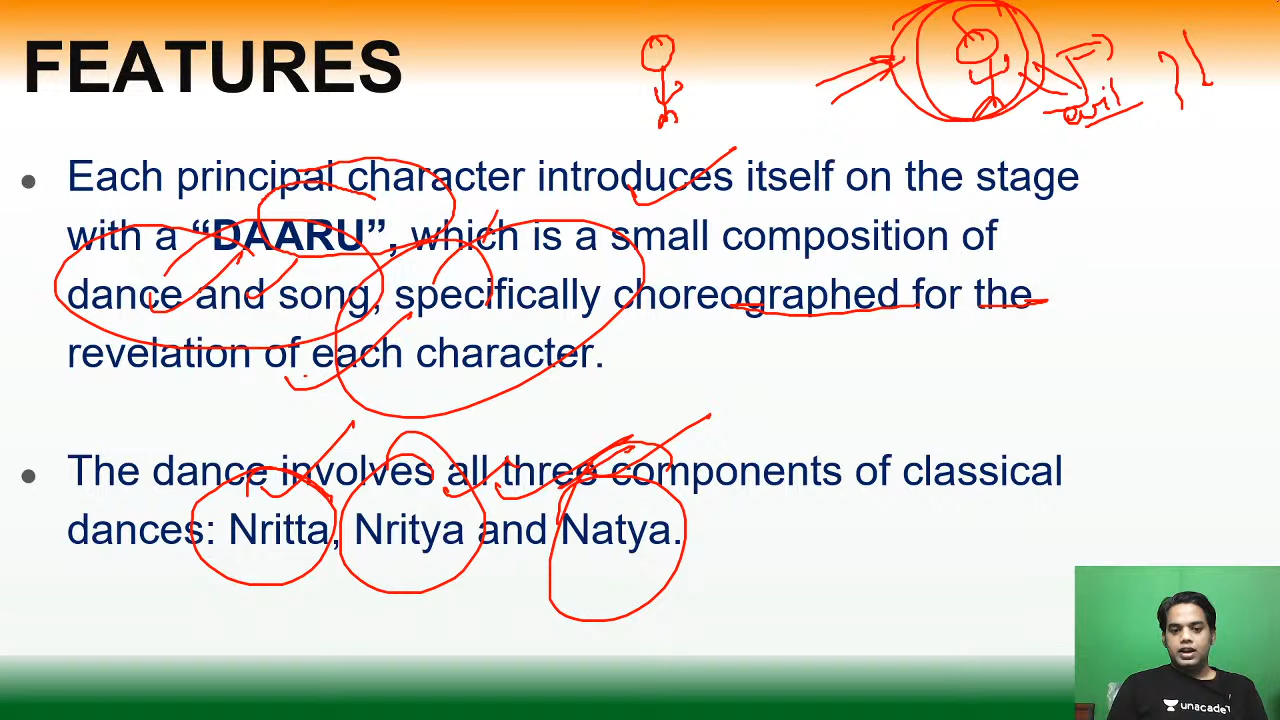 FEATURES
evil
• Each principal character introduces itself on the stage
with a “DAARU”, which is a small composition of
dance and song, specifically choreographed for the
revelation of each character.
• The dance involves all three components of classical
dances: Nritta, Nritya and Natya.